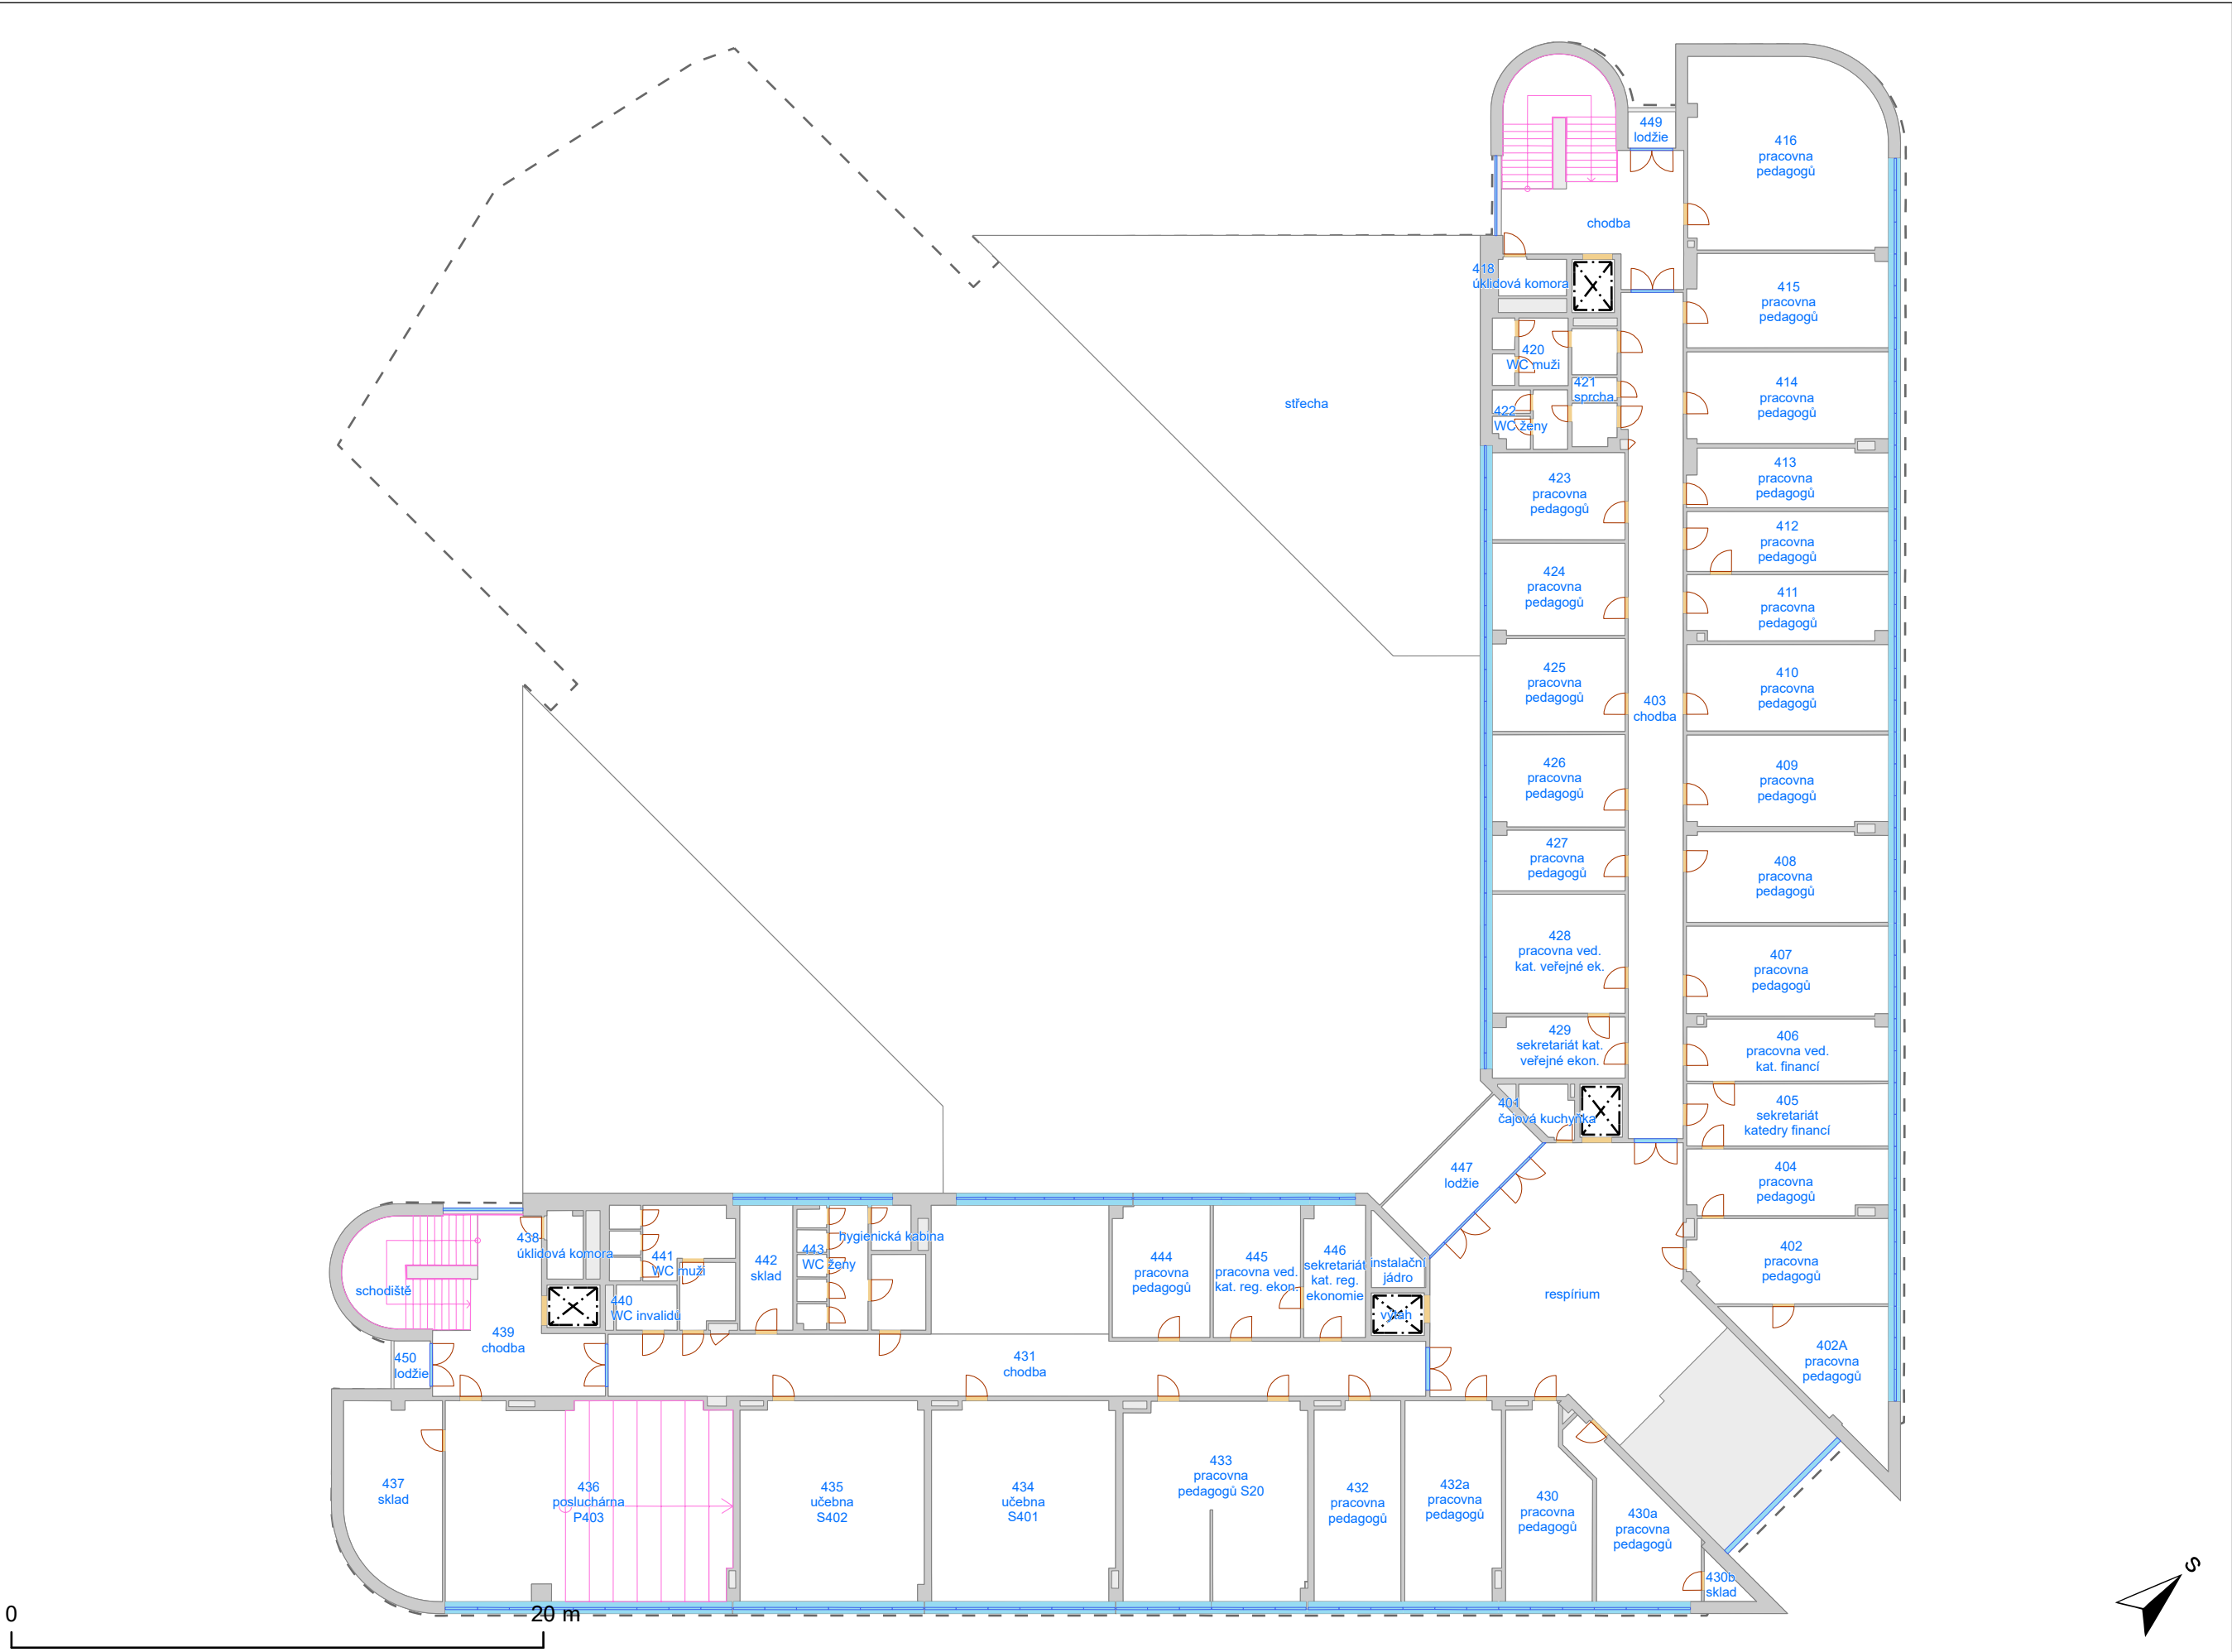 449
lodžie
416
pracovna
pedagogů
chodba
418
úklidová komora
415
pracovna
pedagogů
420
WC muži
421
sprcha
414
pracovna
pedagogů
střecha
422
WC ženy
413
pracovna
pedagogů
423
pracovna
pedagogů
412
pracovna
pedagogů
424
pracovna
pedagogů
411
pracovna
pedagogů
425
pracovna
pedagogů
410
pracovna
pedagogů
403
chodba
426
pracovna
pedagogů
409
pracovna
pedagogů
427
pracovna
pedagogů
408
pracovna
pedagogů
428
pracovna ved.
kat. veřejné ek.
407
pracovna
pedagogů
429
sekretariát kat.
veřejné ekon.
406
pracovna ved.
kat. financí
401
čajová kuchyňka
405
sekretariát
katedry financí
447
lodžie
404
pracovna
pedagogů
402
pracovna
pedagogů
438
úklidová komora
441
WC muži
442
sklad
443
WC ženy
hygienická kabina
444
pracovna
pedagogů
445
pracovna ved.
kat. reg. ekon.
446
sekretariát
kat. reg.
ekonomie
instalační
jádro
výtah
respírium
schodiště
440
WC invalidů
439
chodba
450
lodžie
431
chodba
402A
pracovna
pedagogů
437
sklad
436
posluchárna
P403
435
učebna
S402
434
učebna
S401
433
pracovna
pedagogů S20
432
pracovna
pedagogů
432a
pracovna
pedagogů
430
pracovna
pedagogů
430a
pracovna
pedagogů
430b
sklad
0
20 m
S